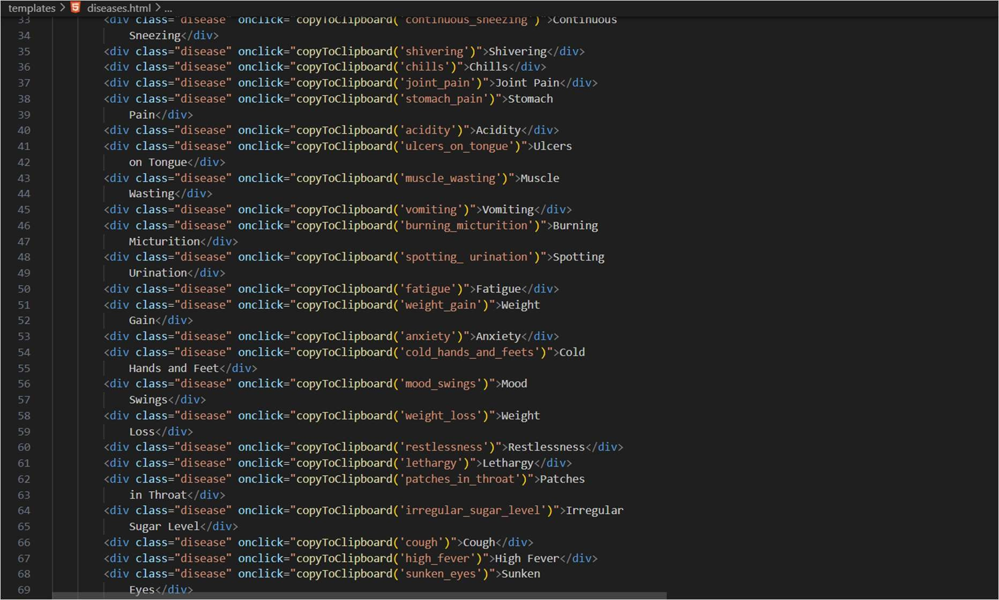 templates > diseases.html > ...
33 <div class="disease" onclick="copyToClipboard('continuous_sneezing')">Continuous
34 Sneezing</div>
35 <div class="disease" onclick="copyToClipboard('shivering')">Shivering</div>
36 <div class="disease" onclick="copyToClipboard('chills')">Chills</div>
37 <div class="disease" onclick="copyToClipboard('joint_pain')">Joint Pain</div>
38 <div class="disease" onclick="copyToClipboard('stomach_pain')">Stomach
39 Pain</div>
40 <div class="disease" onclick="copyToClipboard('acidity')">Acidity</div>
41 <div class="disease" onclick="copyToClipboard('ulcers_on_tongue')">Ulcers
42 on Tongue</div>
43 <div class="disease" onclick="copyToClipboard('muscle_wasting')">Muscle
44 Wasting</div>
45 <div class="disease" onclick="copyToClipboard('vomiting')">Vomiting</div>
46 <div class="disease" onclick="copyToClipboard('burning_micturition')">Burning
47 Micturition</div>
48 <div class="disease" onclick="copyToClipboard('spotting_ urination')">Spotting
49 Urination</div>
50 <div class="disease" onclick="copyToClipboard('fatigue')">Fatigue</div>
51 <div class="disease" onclick="copyToClipboard('weight_gain')">Weight
52 Gain</div>
53 <div class="disease" onclick="copyToClipboard('anxiety')">Anxiety</div>
54 <div class="disease" onclick="copyToClipboard('cold_hands_and_feets')">Cold
55 Hands and Feet</div>
56 <div class="disease" onclick="copyToClipboard('mood_swings')">Mood
57 Swings</div>
58 <div class="disease" onclick="copyToClipboard('weight_loss')">Weight
59 Loss</div>
60 <div class="disease" onclick="copyToClipboard('restlessness')">Restlessness</div>
61 <div class="disease" onclick="copyToClipboard('lethargy')">Lethargy</div>
62 <div class="disease" onclick="copyToClipboard('patches_in_throat')">Patches
63 in Throat</div>
64 <div class="disease" onclick="copyToClipboard('irregular_sugar_level')">Irregular
65 Sugar Level</div>
66 <div class="disease" onclick="copyToClipboard('cough')">Cough</div>
67 <div class="disease" onclick="copyToClipboard('high_fever')">High Fever</div>
68 <div class="disease" onclick="copyToClipboard('sunken_eyes')">Sunken
69 Eyes</div>